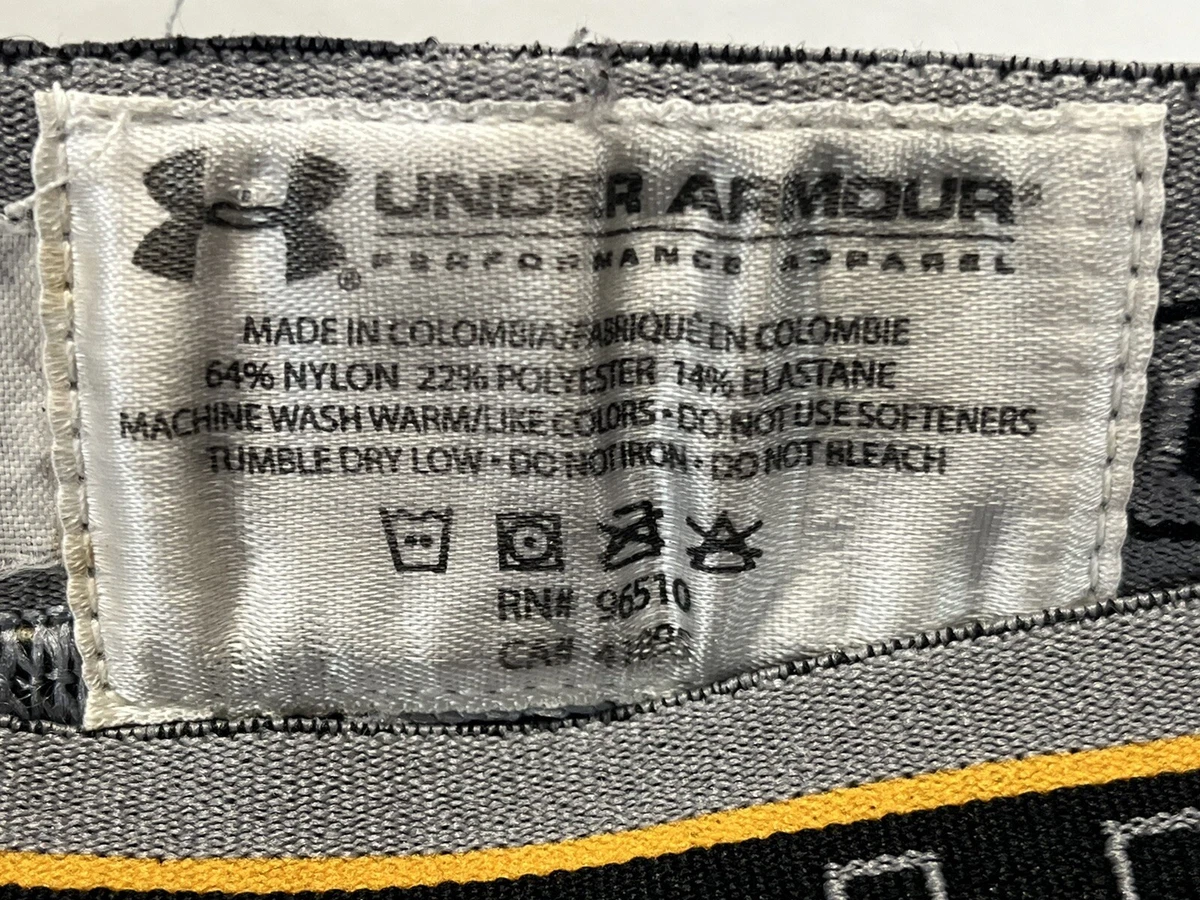 UNDER ARMOUR®
PERFORMANCE APPAREL
®
MADE IN COLOMBIA/FABRIQUÉ EN COLOMBIE
64% NYLON 22% POLYESTER 14% ELASTANE
MACHINE WASH WARM/LIKE COLORS • DO NOT USE SOFTENERS
TUMBLE DRY LOW • DO NOT IRON • DO NOT BLEACH
RN# 96510
CA#